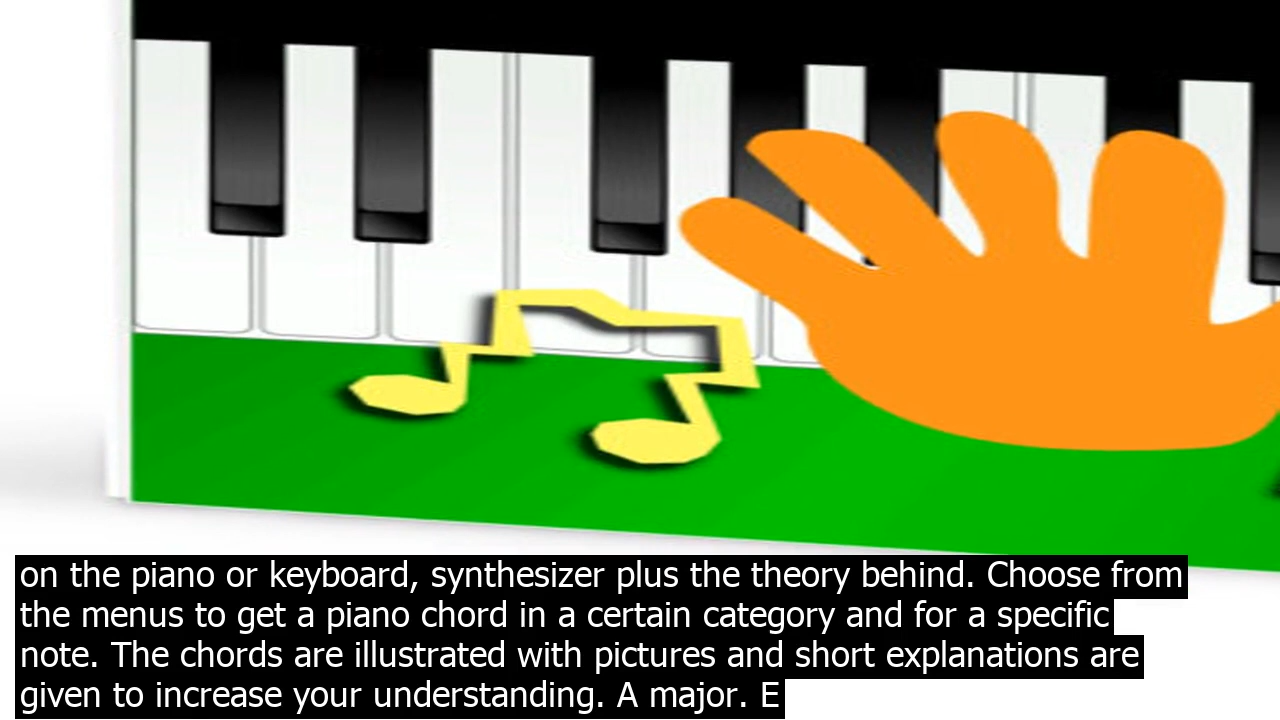 on the piano or keyboard, synthesizer plus the theory behind. Choose from
the menus to get a piano chord in a certain category and for a specific
note. The chords are illustrated with pictures and short explanations are
given to increase your understanding. A major. E